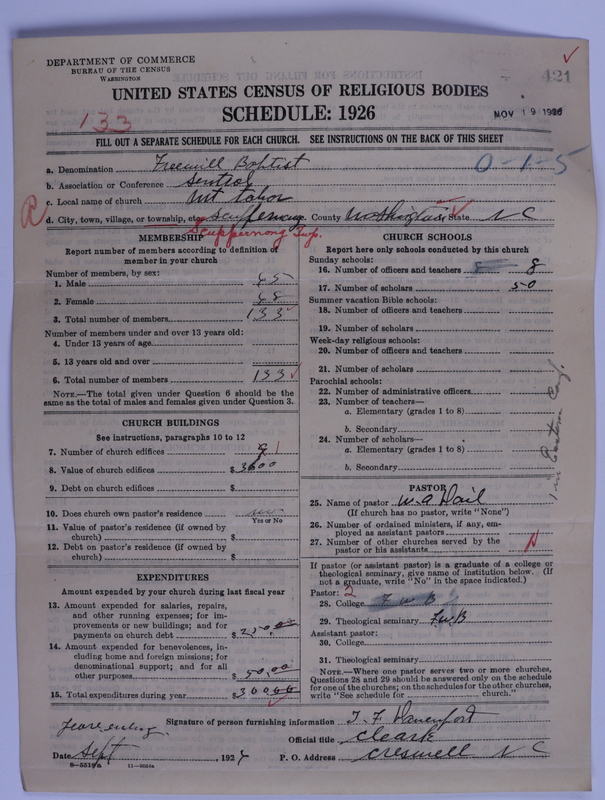 DEPARTMENT OF COMMERCE
BUREAU OF THE CENSUS
WASHINGTON
421
UNITED STATES CENSUS OF RELIGIOUS BODIES
SCHEDULE: 1926
133
NOV 19 1926
FILL OUT A SEPARATE SCHEDULE FOR EACH CHURCH. SEE INSTRUCTIONS ON THE BACK OF THIS SHEET
a. Denomination Freewill Baptist
0-1-5
b. Association or Conference
c. Local name of church Mt Tabor
R
d. City, town, village, or township, etc. County State N C
Scuppernong Twp.
MEMBERSHIP
Report number of members according to definition of
member in your church
Number of members, by sex:
1. Male 65
2. Female 68
3. Total number of members 133
Number of members under and over 13 years old:
4. Under 13 years of age
5. 13 years old and over
6. Total number of members 133
NOTE.—The total given under Question 6 should be the
same as the total of males and females given under Question 3.
CHURCH BUILDINGS
See instructions, paragraphs 10 to 12
7. Number of church edifices 1
8. Value of church edifices $3600
9. Debt on church edifices $
10. Does church own pastor's residence no
Yes or No
11. Value of pastor's residence (if owned by
church) $
12. Debt on pastor's residence (if owned by
church) $
EXPENDITURES
Amount expended by your church during last fiscal year
13. Amount expended for salaries, repairs,
and other running expenses; for im-
provements or new buildings; and for
payments on church debt $250.00
14. Amount expended for benevolences, in-
cluding home and foreign missions; for
denominational support; and for all
other purposes $50.00
15. Total expenditures during year $300.00
CHURCH SCHOOLS
Report here only schools conducted by this church
Sunday schools:
16. Number of officers and teachers 8
17. Number of scholars 50
Summer vacation Bible schools:
18. Number of officers and teachers
19. Number of scholars
Week-day religious schools:
20. Number of officers and teachers
21. Number of scholars
Parochial schools:
22. Number of administrative officers
23. Number of teachers—
a. Elementary (grades 1 to 8)
b. Secondary
24. Number of scholars—
a. Elementary (grades 1 to 8)
b. Secondary
1 in Eastern Conf.
PASTOR
25. Name of pastor W. A Dail
(If church has no pastor, write "None")
26. Number of ordained ministers, if any, em-
ployed as assistant pastors
27. Number of other churches served by the
pastor or his assistants N
If pastor (or assistant pastor) is a graduate of a college or
theological seminary, give name of institution below. (If
not a graduate, write "No" in the space indicated.)
Pastor: 2
28. College F W B
29. Theological seminary F.W.B
Assistant pastor:
30. College
31. Theological seminary
NOTE.—Where one pastor serves two or more churches,
Questions 28 and 29 should be answered only on the schedule
for one of the churches; on the schedules for the other churches,
write "See schedule for church."
Signature of person furnishing information T. F Davenport
Official title Cleark
Date Sept 192 P. O. Address Creswell N C
8-5519a 11-9034a